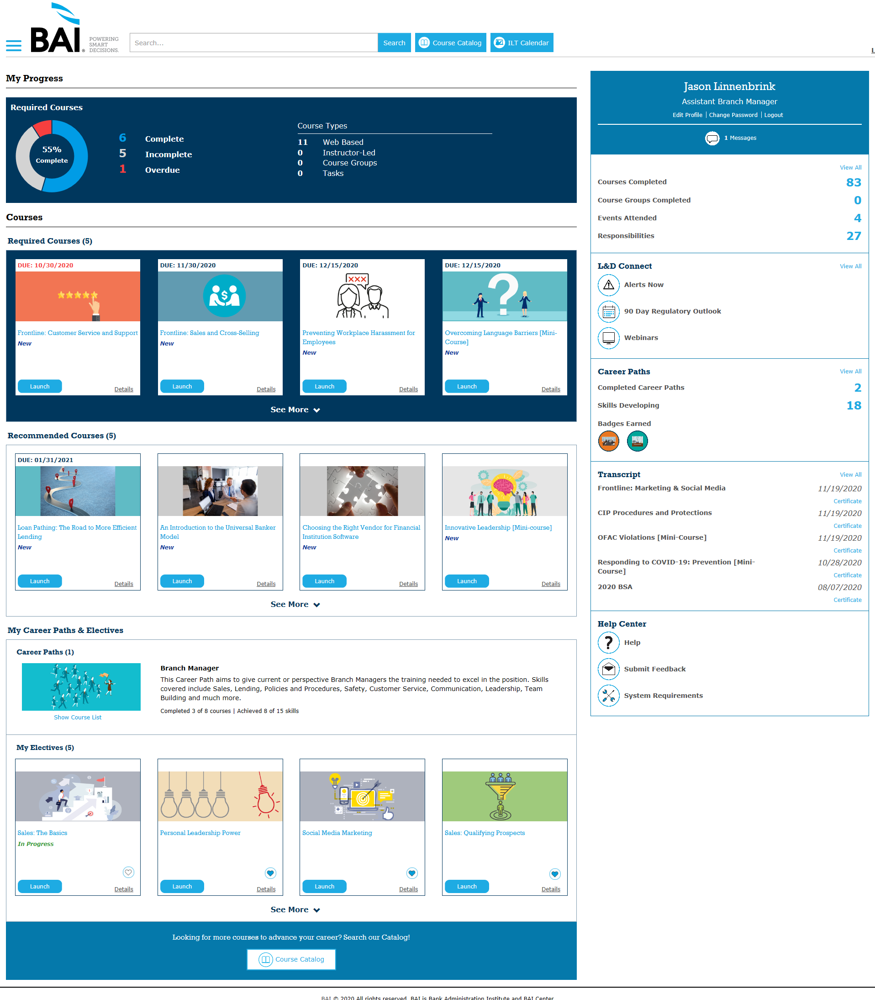 BAI
®
POWERING
SMART
DECISIONS.
Search...
Search
Course Catalog
ILT Calendar
L
My Progress
Required Courses
55%
Complete
6 Complete
5 Incomplete
1 Overdue
Course Types
11 Web Based
0 Instructor-Led
0 Course Groups
0 Tasks
Courses
Required Courses (5)
DUE: 10/30/2020
Frontline: Customer Service and Support
New
Launch
Details
DUE: 11/30/2020
Frontline: Sales and Cross-Selling
New
Launch
Details
DUE: 12/15/2020
XXX
Preventing Workplace Harassment for
Employees
New
Launch
Details
DUE: 12/15/2020
?
Overcoming Language Barriers [Mini-
Course]
New
Launch
Details
See More
Recommended Courses (5)
DUE: 01/31/2021
Loan Pathing: The Road to More Efficient
Lending
New
Launch
Details
An Introduction to the Universal Banker
Model
New
Launch
Details
Choosing the Right Vendor for Financial
Institution Software
New
Launch
Details
Innovative Leadership [Mini-course]
New
Launch
Details
See More
My Career Paths & Electives
Career Paths (1)
Show Course List
Branch Manager
This Career Path aims to give current or perspective Branch Managers the training needed to excel in the position. Skills
covered include Sales, Lending, Policies and Procedures, Safety, Customer Service, Communication, Leadership, Team
Building and much more.
Completed 3 of 8 courses | Achieved 8 of 15 skills
My Electives (5)
Sales: The Basics
In Progress
Launch
Details
Personal Leadership Power
Launch
Details
Social Media Marketing
Launch
Details
Sales: Qualifying Prospects
Launch
Details
See More
Looking for more courses to advance your career? Search our Catalog!
Course Catalog
Jason Linnenbrink
Assistant Branch Manager
Edit Profile | Change Password | Logout
1 Messages
View All
Courses Completed 83
Course Groups Completed 0
Events Attended 4
Responsibilities 27
L&D Connect View All
Alerts Now
90 Day Regulatory Outlook
Webinars
Career Paths View All
Completed Career Paths 2
Skills Developing 18
Badges Earned
Transcript View All
Frontline: Marketing & Social Media 11/19/2020
Certificate
CIP Procedures and Protections 11/19/2020
Certificate
OFAC Violations [Mini-Course] 11/19/2020
Certificate
Responding to COVID-19: Prevention [Mini- 10/28/2020
Course] Certificate
2020 BSA 08/07/2020
Certificate
Help Center
Help
Submit Feedback
System Requirements
BAI © 2020 All rights reserved. BAI is Bank Administration Institute and BAI Center